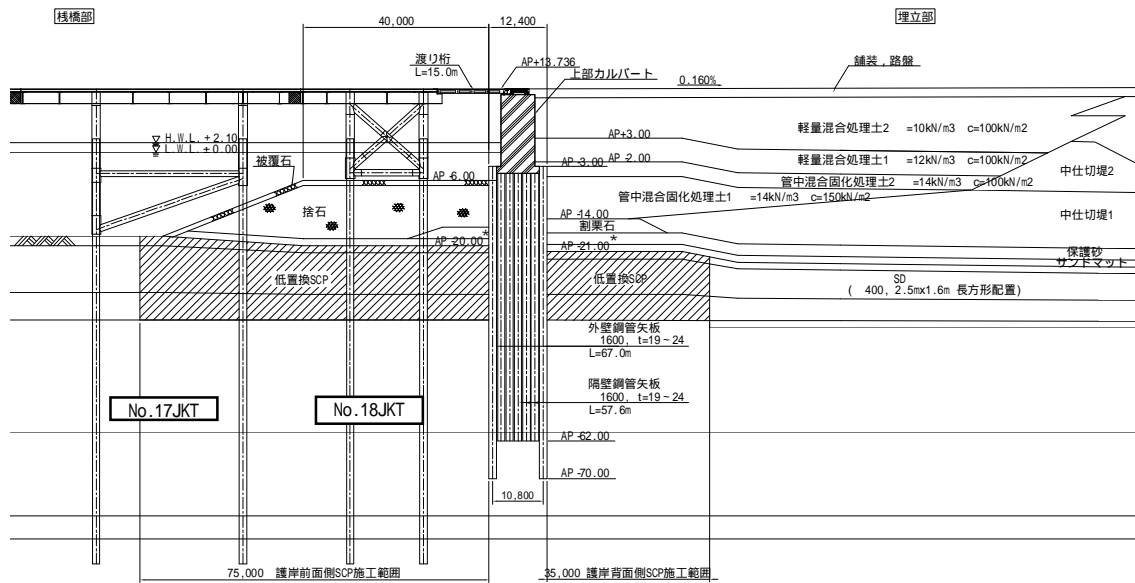 桟橋部
埋立部
40,000
12,400
渡り桁
L=15.0m
AP+13.736
上部カルバート
0.160%
舗装，路盤
H.W.L. +2.10
L.W.L. +0.00
AP+3.00
軽量混合処理土2 =10kN/m3 c=100kN/m2
被覆石
AP -3.00
AP -2.00
軽量混合処理土1 =12kN/m3 c=100kN/m2
中仕切堤2
AP -6.00
管中混合固化処理土2 =14kN/m3 c=100kN/m2
管中混合固化処理土1 =14kN/m3 c=150kN/m2
捨石
AP -14.00
割栗石
中仕切堤1
AP -20.00*
AP -21.00*
保護砂
サンドマット
低置換SCP
低置換SCP
SD
( 400, 2.5mx1.6m 長方形配置)
外壁鋼管矢板
1600, t=19~24
L=67.0m
隔壁鋼管矢板
1600, t=19~24
L=57.6m
No.17JKT
No.18JKT
AP -62.00
AP -70.00
10,800
75,000 護岸前面側SCP施工範囲
35,000 護岸背面側SCP施工範囲